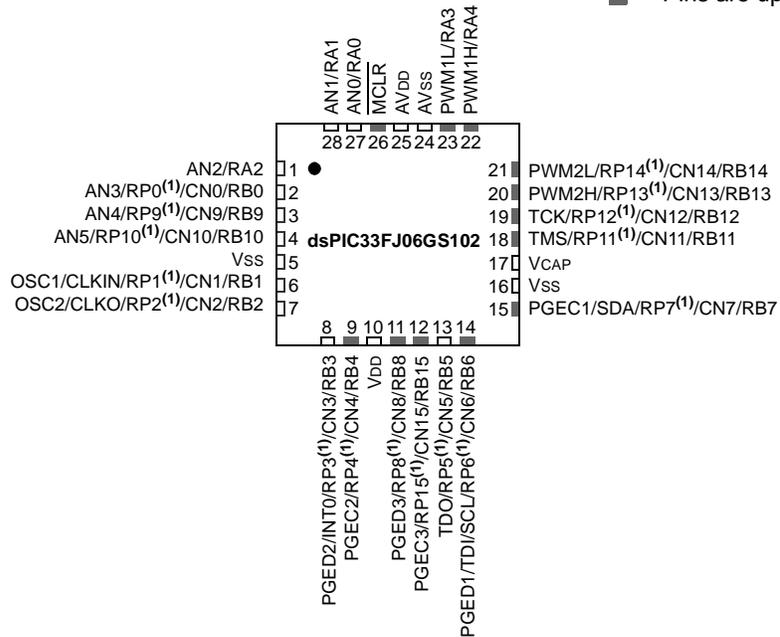 Pins are up
AN1/RA1
AN0/RA0
MCLR
AVDD
AVSS
PWM1L/RA3
PWM1H/RA4
28 27 26 25 24 23 22
AN2/RA2 1
AN3/RP0(1)/CN0/RB0 2
AN4/RP9(1)/CN9/RB9 3
AN5/RP10(1)/CN10/RB10 4
VSS 5
OSC1/CLKIN/RP1(1)/CN1/RB1 6
OSC2/CLKO/RP2(1)/CN2/RB2 7
dsPIC33FJ06GS102
21 PWM2L/RP14(1)/CN14/RB14
20 PWM2H/RP13(1)/CN13/RB13
19 TCK/RP12(1)/CN12/RB12
18 TMS/RP11(1)/CN11/RB11
17 VCAP
16 VSS
15 PGEC1/SDA/RP7(1)/CN7/RB7
8 9 10 11 12 13 14
PGED2/INT0/RP3(1)/CN3/RB3
PGEC2/RP4(1)/CN4/RB4
VDD
PGED3/RP8(1)/CN8/RB8
PGEC3/RP15(1)/CN15/RB15
TDO/RP5(1)/CN5/RB5
PGED1/TDI/SCL/RP6(1)/CN6/RB6